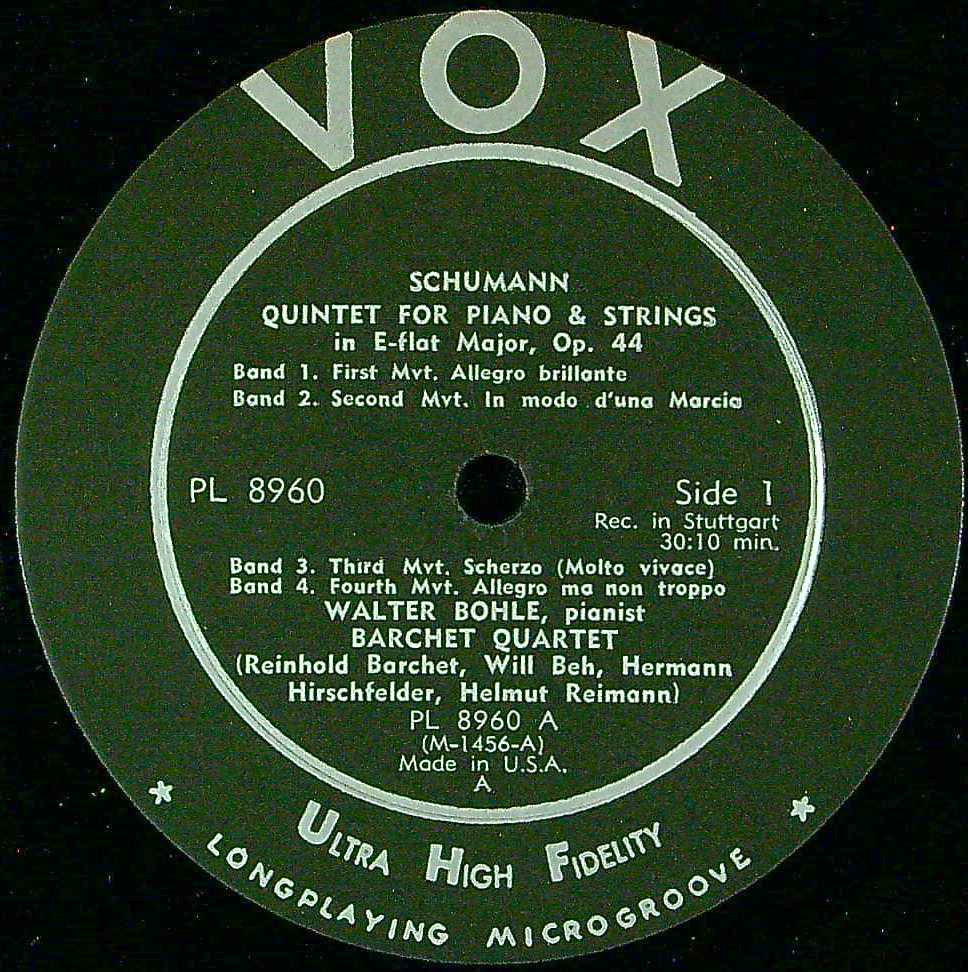 VOX
SCHUMANN
QUINTET FOR PIANO & STRINGS
in E-flat Major, Op. 44
Band 1. First Mvt. Allegro brillante
Band 2. Second Mvt. In modo d'una Marcia
PL 8960
Side 1
Rec. in Stuttgart
30:10 min.
Band 3. Third Mvt. Scherzo (Molto vivace)
Band 4. Fourth Mvt. Allegro ma non troppo
WALTER BOHLE, pianist
BARCHET QUARTET
(Reinhold Barchet, Will Beh, Hermann
Hirschfelder, Helmut Reimann)
PL 8960 A
(M-1456-A)
Made in U.S.A.
A
ULTRA HIGH FIDELITY
* LONGPLAYING MICROGROOVE *